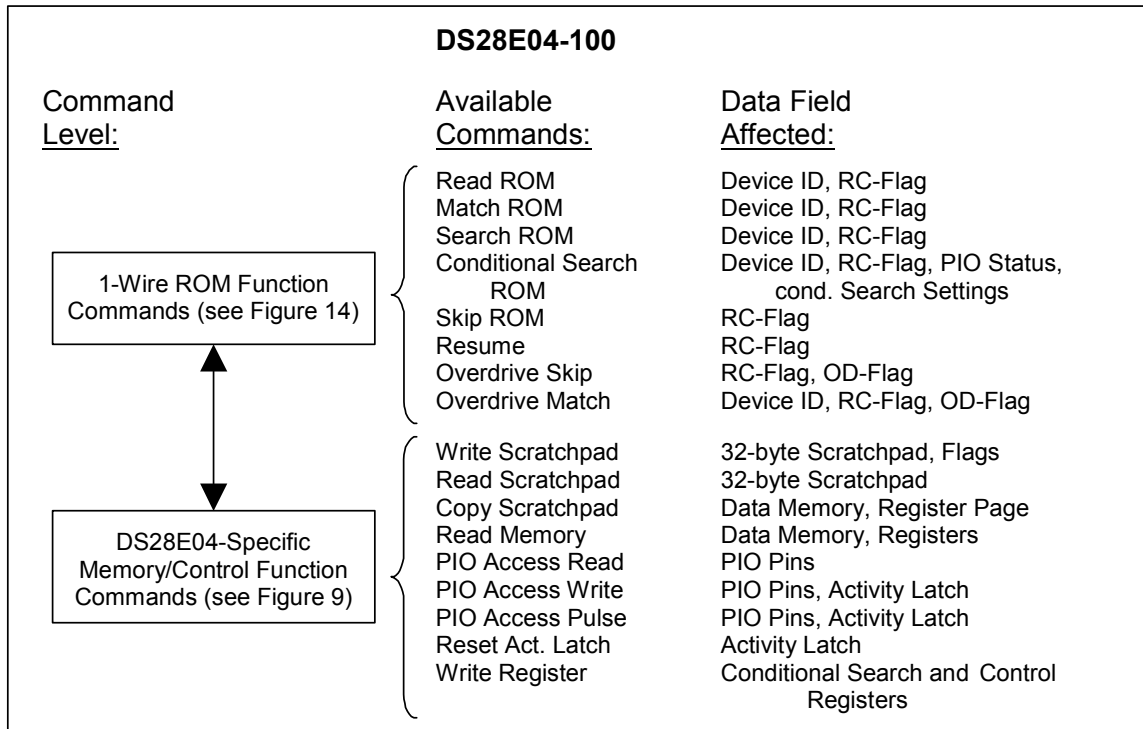 DS28E04-100
Command Level:
Available Commands:
Data Field Affected:
1-Wire ROM Function
Commands (see Figure 14)
Read ROM Device ID, RC-Flag
Match ROM Device ID, RC-Flag
Search ROM Device ID, RC-Flag
Conditional Search Device ID, RC-Flag, PIO Status,
ROM cond. Search Settings
Skip ROM RC-Flag
Resume RC-Flag
Overdrive Skip RC-Flag, OD-Flag
Overdrive Match Device ID, RC-Flag, OD-Flag
DS28E04-Specific
Memory/Control Function
Commands (see Figure 9)
Write Scratchpad 32-byte Scratchpad, Flags
Read Scratchpad 32-byte Scratchpad
Copy Scratchpad Data Memory, Register Page
Read Memory Data Memory, Registers
PIO Access Read PIO Pins
PIO Access Write PIO Pins, Activity Latch
PIO Access Pulse PIO Pins, Activity Latch
Reset Act. Latch Activity Latch
Write Register Conditional Search and Control
Registers